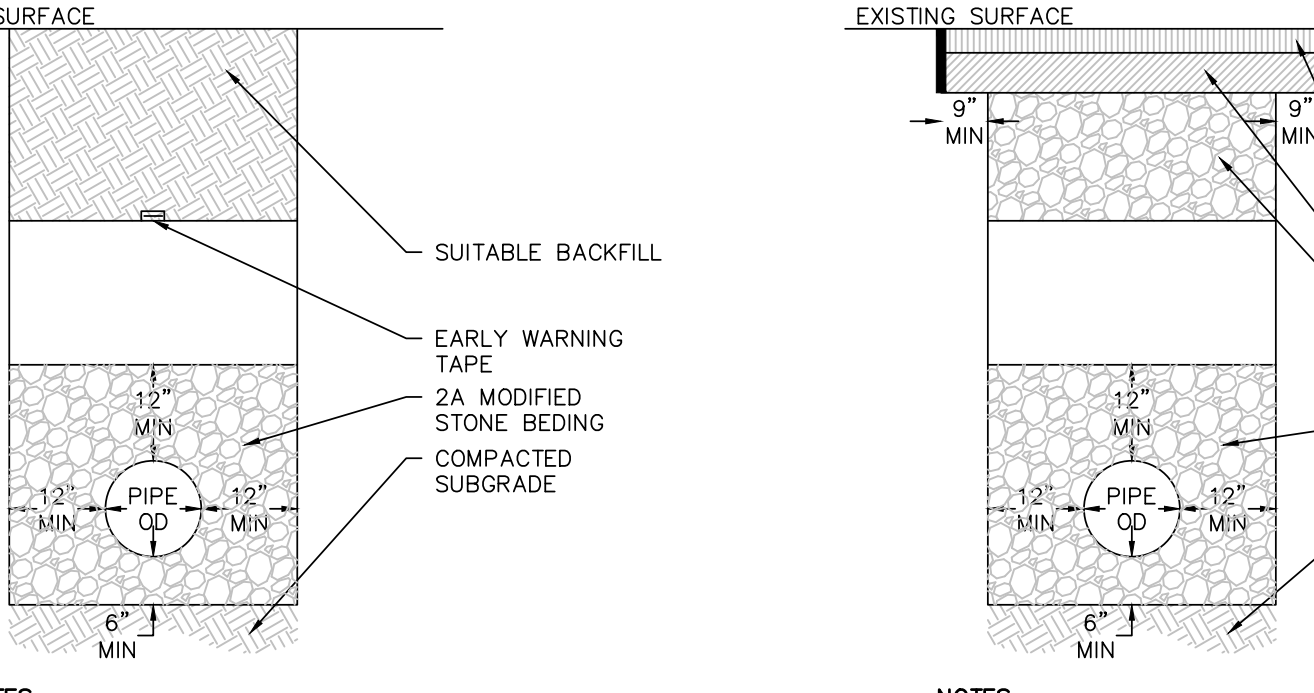 SURFACE
SUITABLE BACKFILL
EARLY WARNING
TAPE
2A MODIFIED
STONE BEDING
COMPACTED
SUBGRADE
12"
MIN
12"
MIN
PIPE
OD
12"
MIN
6"
MIN
EXISTING SURFACE
9"
MIN
9"
MIN
12"
MIN
12"
MIN
PIPE
OD
12"
MIN
6"
MIN
NOTES